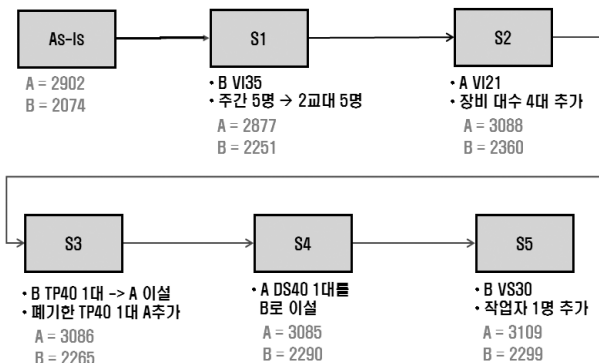 As-Is
S1
S2
A = 2902
B = 2074
• B VI35
• 주간 5명 → 2교대 5명
A = 2877
B = 2251
• A VI21
• 장비 대수 4대 추가
A = 3088
B = 2360
S3
S4
S5
• B TP40 1대 -> A 이설
• 폐기한 TP40 1대 A추가
A = 3086
B = 2265
• A DS40 1대를
B로 이설
A = 3085
B = 2290
• B VS30
• 작업자 1명 추가
A = 3109
B = 2299